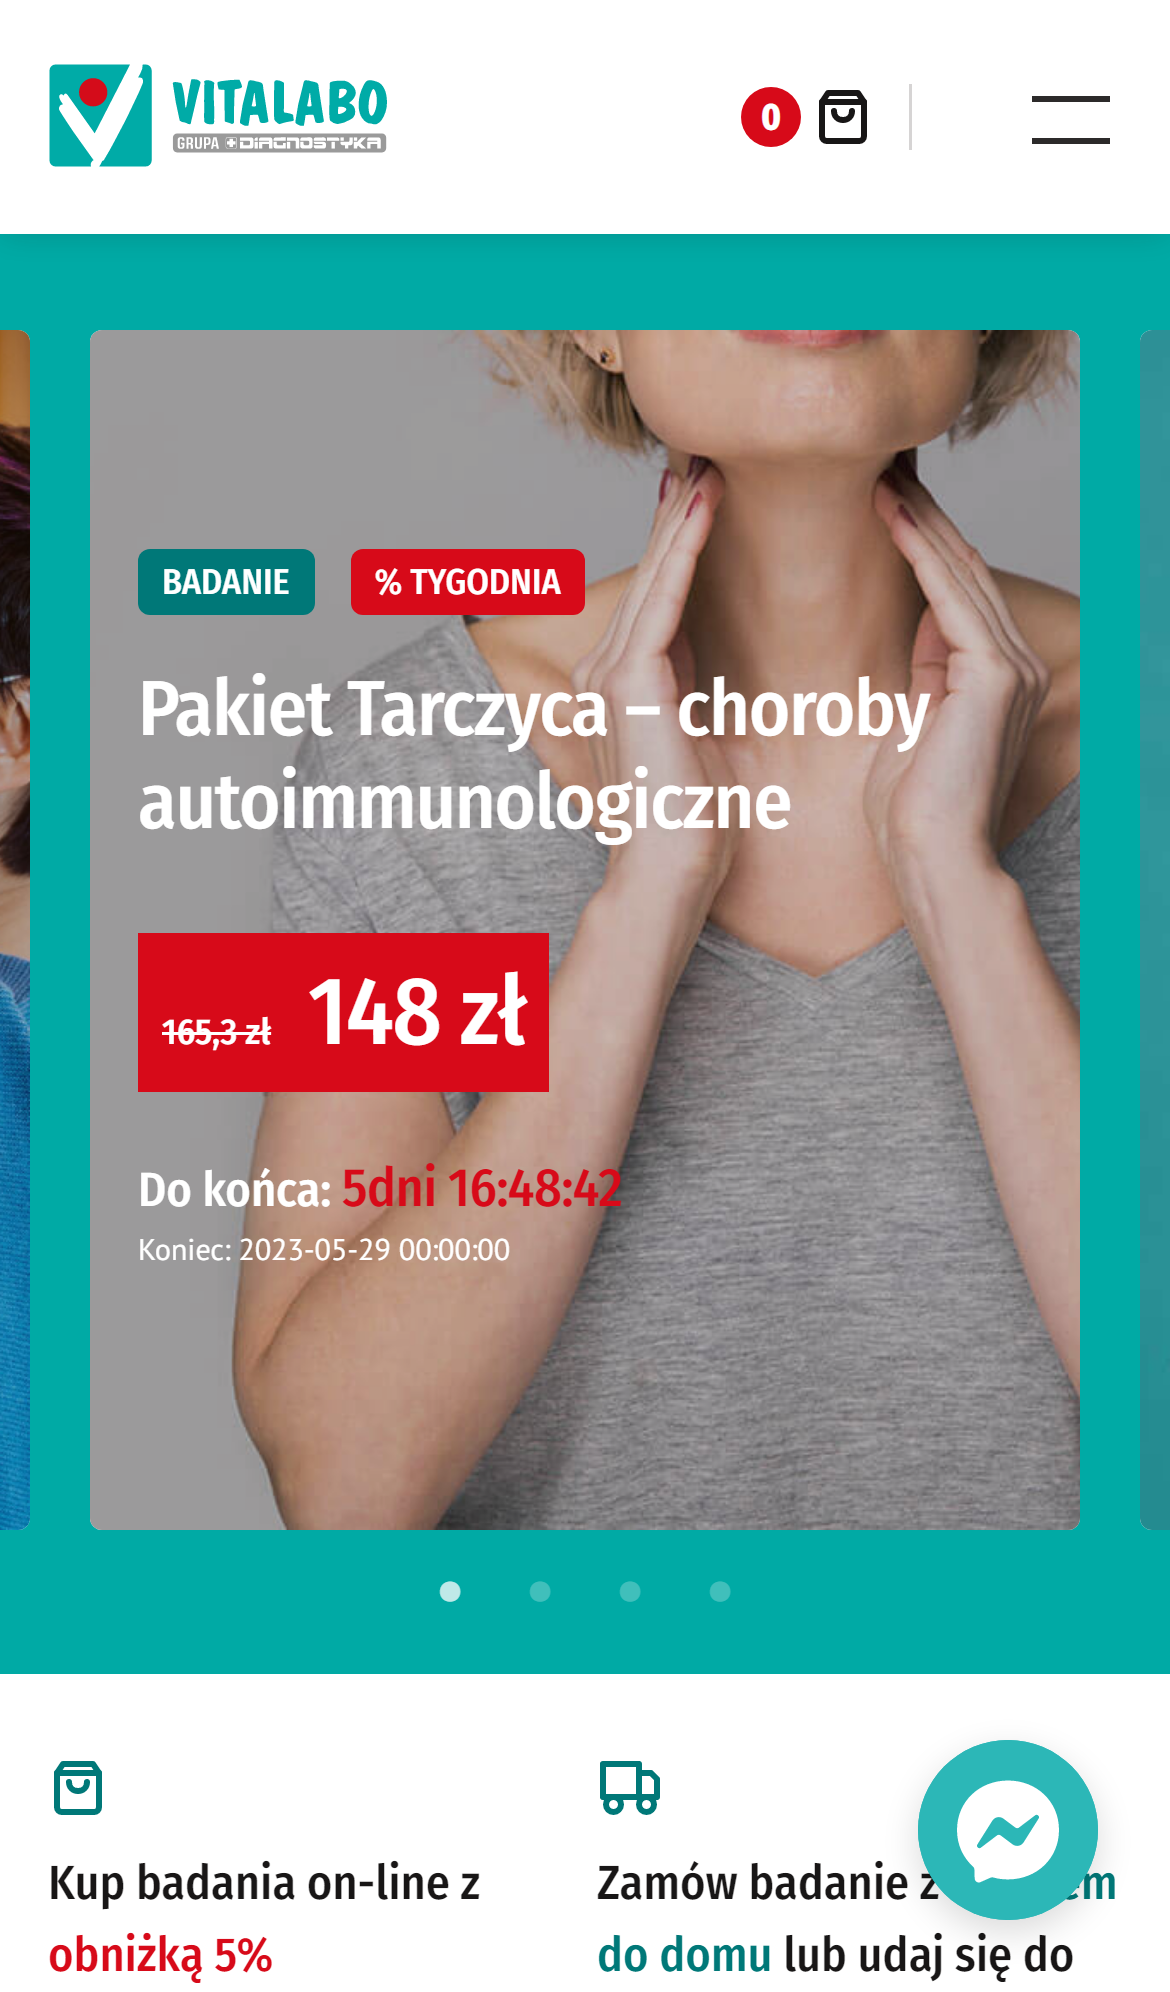 VITALABO
GRUPA DIAGNOSTYKA
0
BADANIE
% TYGODNIA
Pakiet Tarczyca – choroby
autoimmunologiczne
165,3 zł 148 zł
Do końca: 5dni 16:48:42
Koniec: 2023-05-29 00:00:00
Kup badania on-line z
obniżką 5%
Zamów badanie z
do domu lub udaj się do